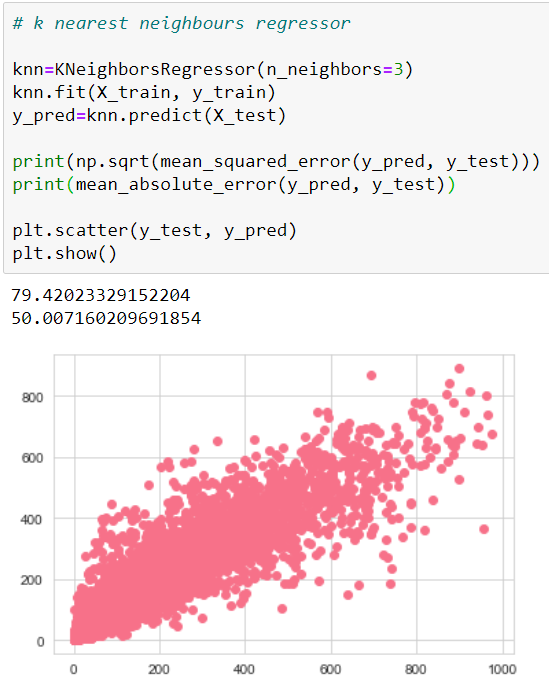 # k nearest neighbours regressor
knn=KNeighborsRegressor(n_neighbors=3)
knn.fit(X_train, y_train)
y_pred=knn.predict(X_test)
print(np.sqrt(mean_squared_error(y_pred, y_test)))
print(mean_absolute_error(y_pred, y_test))
plt.scatter(y_test, y_pred)
plt.show()
79.42023329152204
50.007160209691854
800
600
400
200
0
0 200 400 600 800 1000